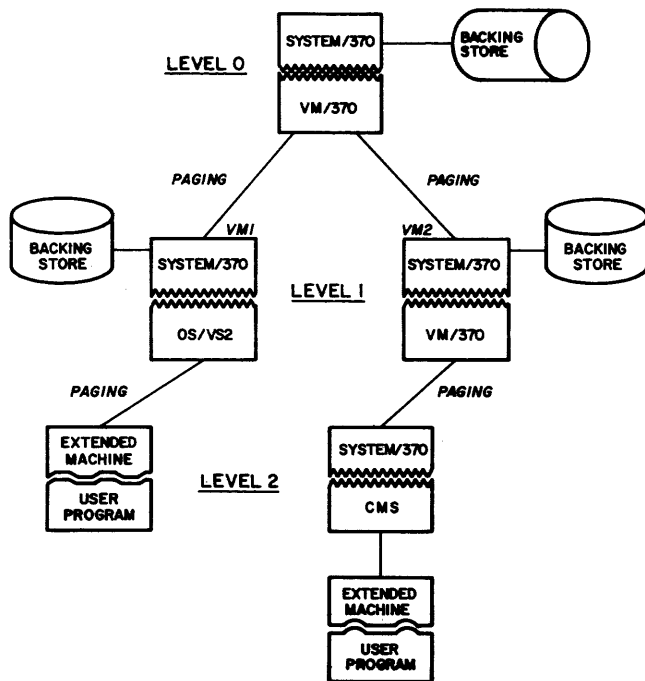 SYSTEM/370
BACKING
STORE
LEVEL 0
VM/370
PAGING
PAGING
VM1
VM2
BACKING
STORE
SYSTEM/370
SYSTEM/370
BACKING
STORE
LEVEL 1
OS/VS2
VM/370
PAGING
PAGING
EXTENDED
MACHINE
SYSTEM/370
LEVEL 2
USER
PROGRAM
CMS
EXTENDED
MACHINE
USER
PROGRAM